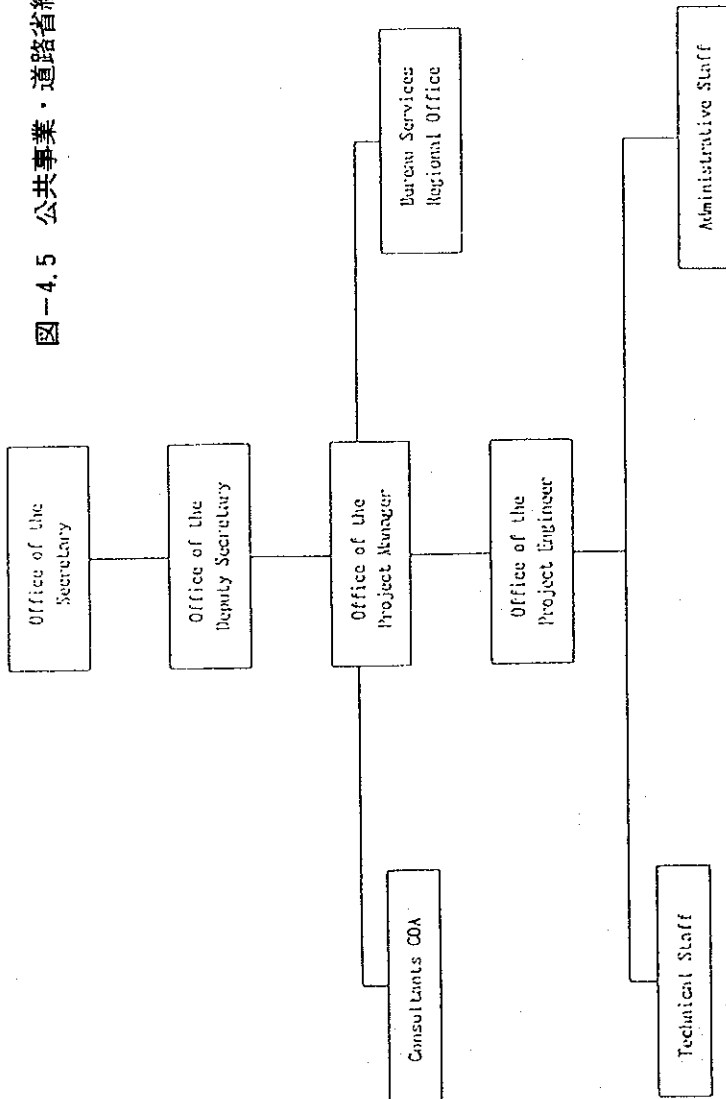 図-4.5 公共事業・道路省
Office of the
Secretary
Office of the
Deputy Secretary
Office of the
Project Manager
Consultants COA
Bureau Services
Regional Office
Office of the
Project Engineer
Technical Staff
Administrative Staff